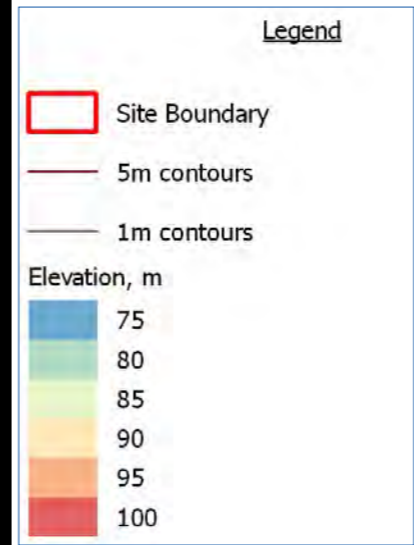 Legend
Site Boundary
5m contours
1m contours
Elevation, m
75
80
85
90
95
100